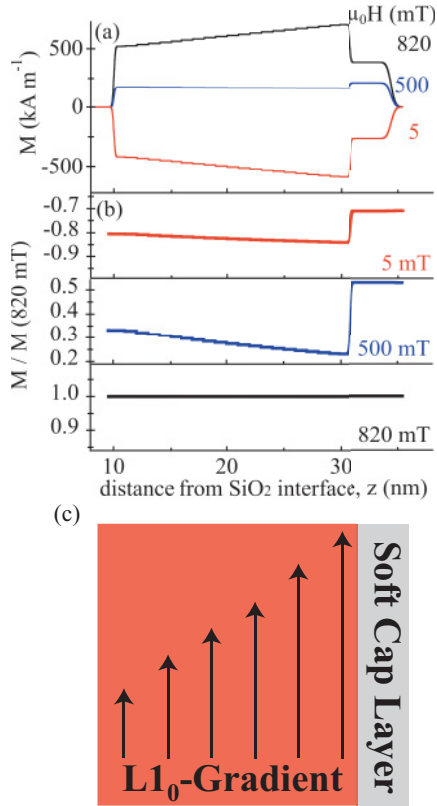 (a)
μ₀H (mT)
820
500
5
500
0
-500
M (kA m⁻¹)
(b)
-0.7
-0.8
-0.9
5 mT
0.5
0.4
0.3
0.2
500 mT
1.0
0.9
820 mT
M / M (820 mT)
10
20
30
distance from SiO₂ interface, z (nm)
(c)
L1₀-Gradient
Soft Cap Layer